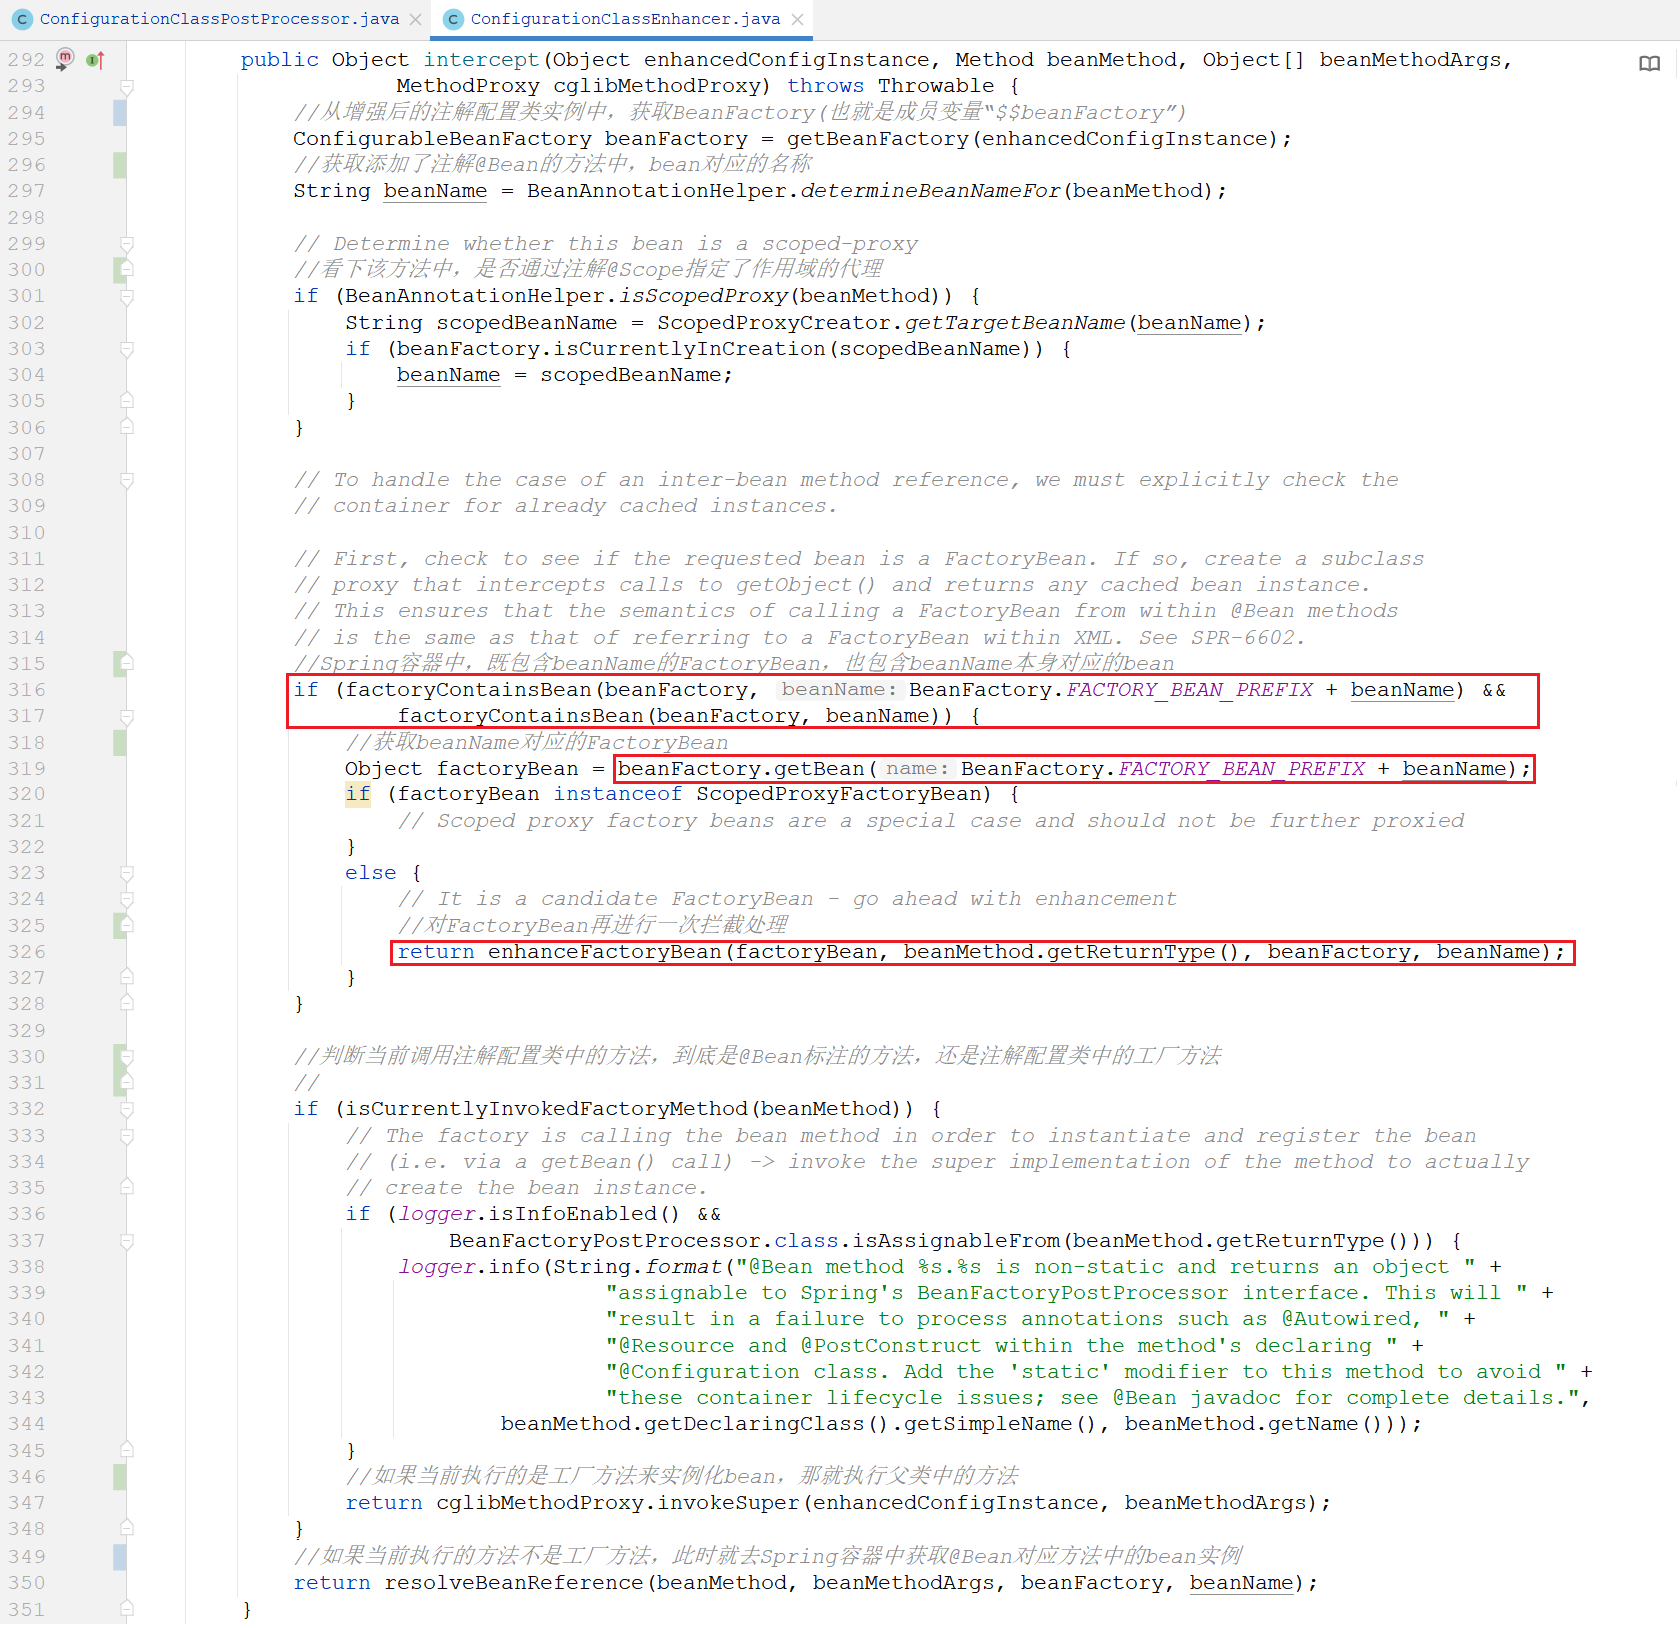 ConfigurationClassPostProcessor.java ConfigurationClassEnhancer.java
292 public Object intercept(Object enhancedConfigInstance, Method beanMethod, Object[] beanMethodArgs,
293 MethodProxy cglibMethodProxy) throws Throwable {
294 //从增强后的注解配置类实例中，获取BeanFactory(也就是成员变量“$$beanFactory”)
295 ConfigurableBeanFactory beanFactory = getBeanFactory(enhancedConfigInstance);
296 //获取添加了注解@Bean的方法中，bean对应的名称
297 String beanName = BeanAnnotationHelper.determineBeanNameFor(beanMethod);
298
299 // Determine whether this bean is a scoped-proxy
300 //看下该方法中，是否通过注解@Scope指定了作用域的代理
301 if (BeanAnnotationHelper.isScopedProxy(beanMethod)) {
302 String scopedBeanName = ScopedProxyCreator.getTargetBeanName(beanName);
303 if (beanFactory.isCurrentlyInCreation(scopedBeanName)) {
304 beanName = scopedBeanName;
305 }
306 }
307
308 // To handle the case of an inter-bean method reference, we must explicitly check the
309 // container for already cached instances.
310
311 // First, check to see if the requested bean is a FactoryBean. If so, create a subclass
312 // proxy that intercepts calls to getObject() and returns any cached bean instance.
313 // This ensures that the semantics of calling a FactoryBean from within @Bean methods
314 // is the same as that of referring to a FactoryBean within XML. See SPR-6602.
315 //Spring容器中，既包含beanName的FactoryBean，也包含beanName本身对应的bean
316 if (factoryContainsBean(beanFactory, beanName: BeanFactory.FACTORY_BEAN_PREFIX + beanName) &&
317 factoryContainsBean(beanFactory, beanName)) {
318 //获取beanName对应的FactoryBean
319 Object factoryBean = beanFactory.getBean( name: BeanFactory.FACTORY_BEAN_PREFIX + beanName);
320 if (factoryBean instanceof ScopedProxyFactoryBean) {
321 // Scoped proxy factory beans are a special case and should not be further proxied
322 }
323 else {
324 // It is a candidate FactoryBean - go ahead with enhancement
325 //对FactoryBean再进行一次拦截处理
326 return enhanceFactoryBean(factoryBean, beanMethod.getReturnType(), beanFactory, beanName);
327 }
328 }
329
330 //判断当前调用注解配置类中的方法，到底是@Bean标注的方法，还是注解配置类中的工厂方法
331 //
332 if (isCurrentlyInvokedFactoryMethod(beanMethod)) {
333 // The factory is calling the bean method in order to instantiate and register the bean
334 // (i.e. via a getBean() call) -> invoke the super implementation of the method to actually
335 // create the bean instance.
336 if (logger.isInfoEnabled() &&
337 BeanFactoryPostProcessor.class.isAssignableFrom(beanMethod.getReturnType())) {
338 logger.info(String.format("@Bean method %s.%s is non-static and returns an object " +
339 "assignable to Spring's BeanFactoryPostProcessor interface. This will " +
340 "result in a failure to process annotations such as @Autowired, " +
341 "@Resource and @PostConstruct within the method's declaring " +
342 "@Configuration class. Add the 'static' modifier to this method to avoid " +
343 "these container lifecycle issues; see @Bean javadoc for complete details.",
344 beanMethod.getDeclaringClass().getSimpleName(), beanMethod.getName()));
345 }
346 //如果当前执行的是工厂方法来实例化bean，那就执行父类中的方法
347 return cglibMethodProxy.invokeSuper(enhancedConfigInstance, beanMethodArgs);
348 }
349 //如果当前执行的方法不是工厂方法，此时就去Spring容器中获取@Bean对应方法中的bean实例
350 return resolveBeanReference(beanMethod, beanMethodArgs, beanFactory, beanName);
351 }